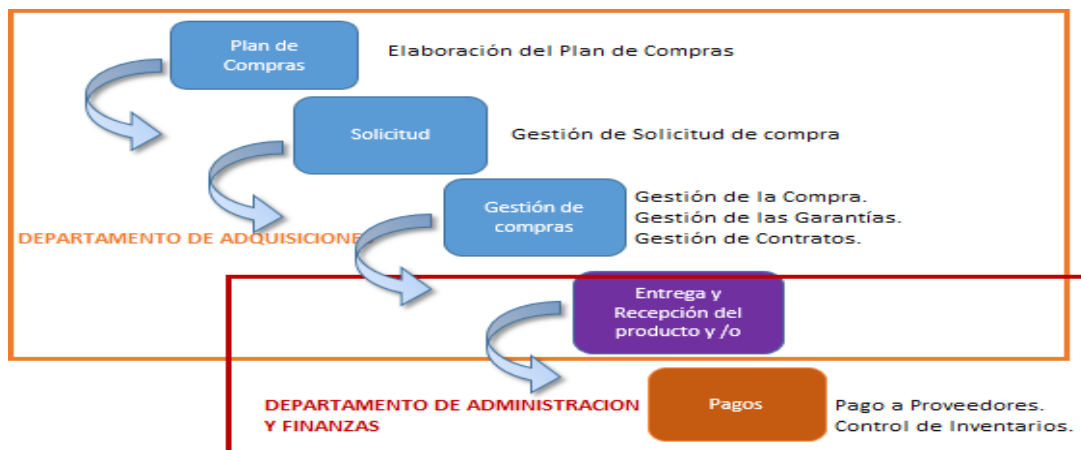 Plan de
Compras
Elaboración del Plan de Compras
Solicitud
Gestión de Solicitud de compra
Gestión de
compras
Gestión de la Compra.
Gestión de las Garantías.
Gestión de Contratos.
DEPARTAMENTO DE ADQUISICIONES
Entrega y
Recepción del
producto y /o
DEPARTAMENTO DE ADMINISTRACION
Y FINANZAS
Pagos
Pago a Proveedores.
Control de Inventarios.